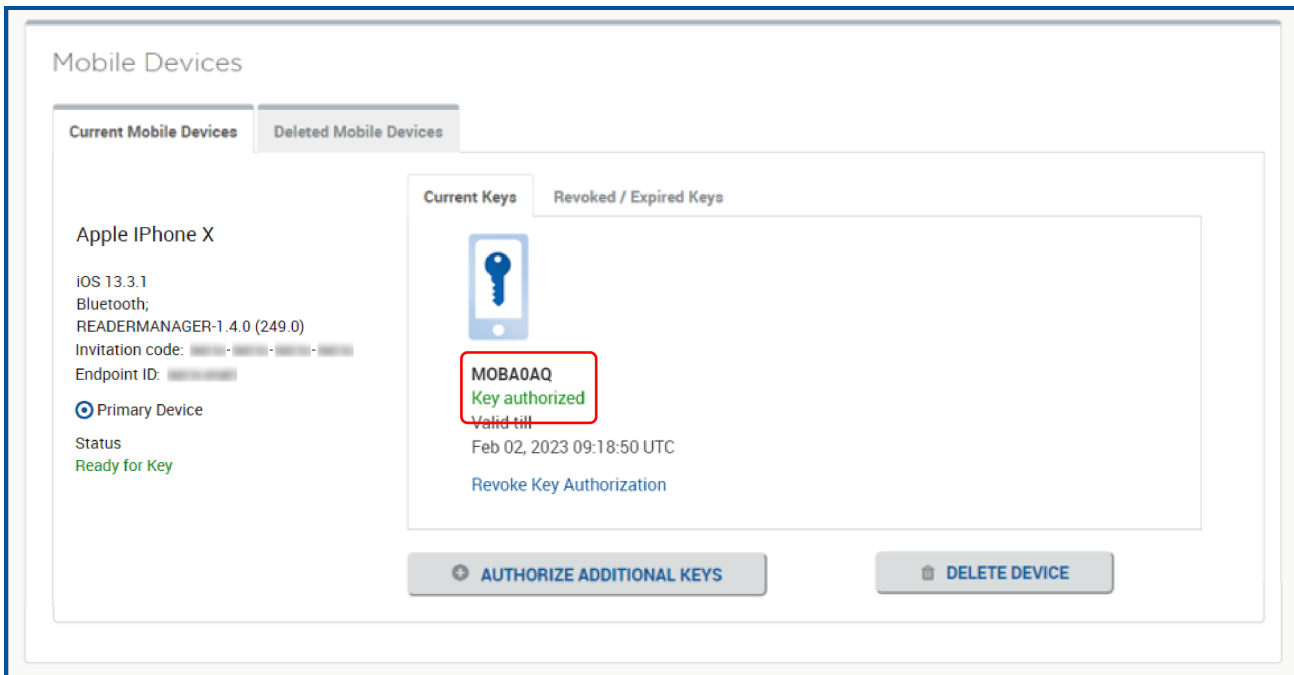 Mobile Devices
Current Mobile Devices
Deleted Mobile Devices
Apple IPhone X
iOS 13.3.1
Bluetooth;
READERMANAGER-1.4.0 (249.0)
Invitation code:
Endpoint ID:
Primary Device
Status
Ready for Key
Current Keys
Revoked / Expired Keys
MOBA0AQ
Key authorized
Valid till
Feb 02, 2023 09:18:50 UTC
Revoke Key Authorization
AUTHORIZE ADDITIONAL KEYS
DELETE DEVICE